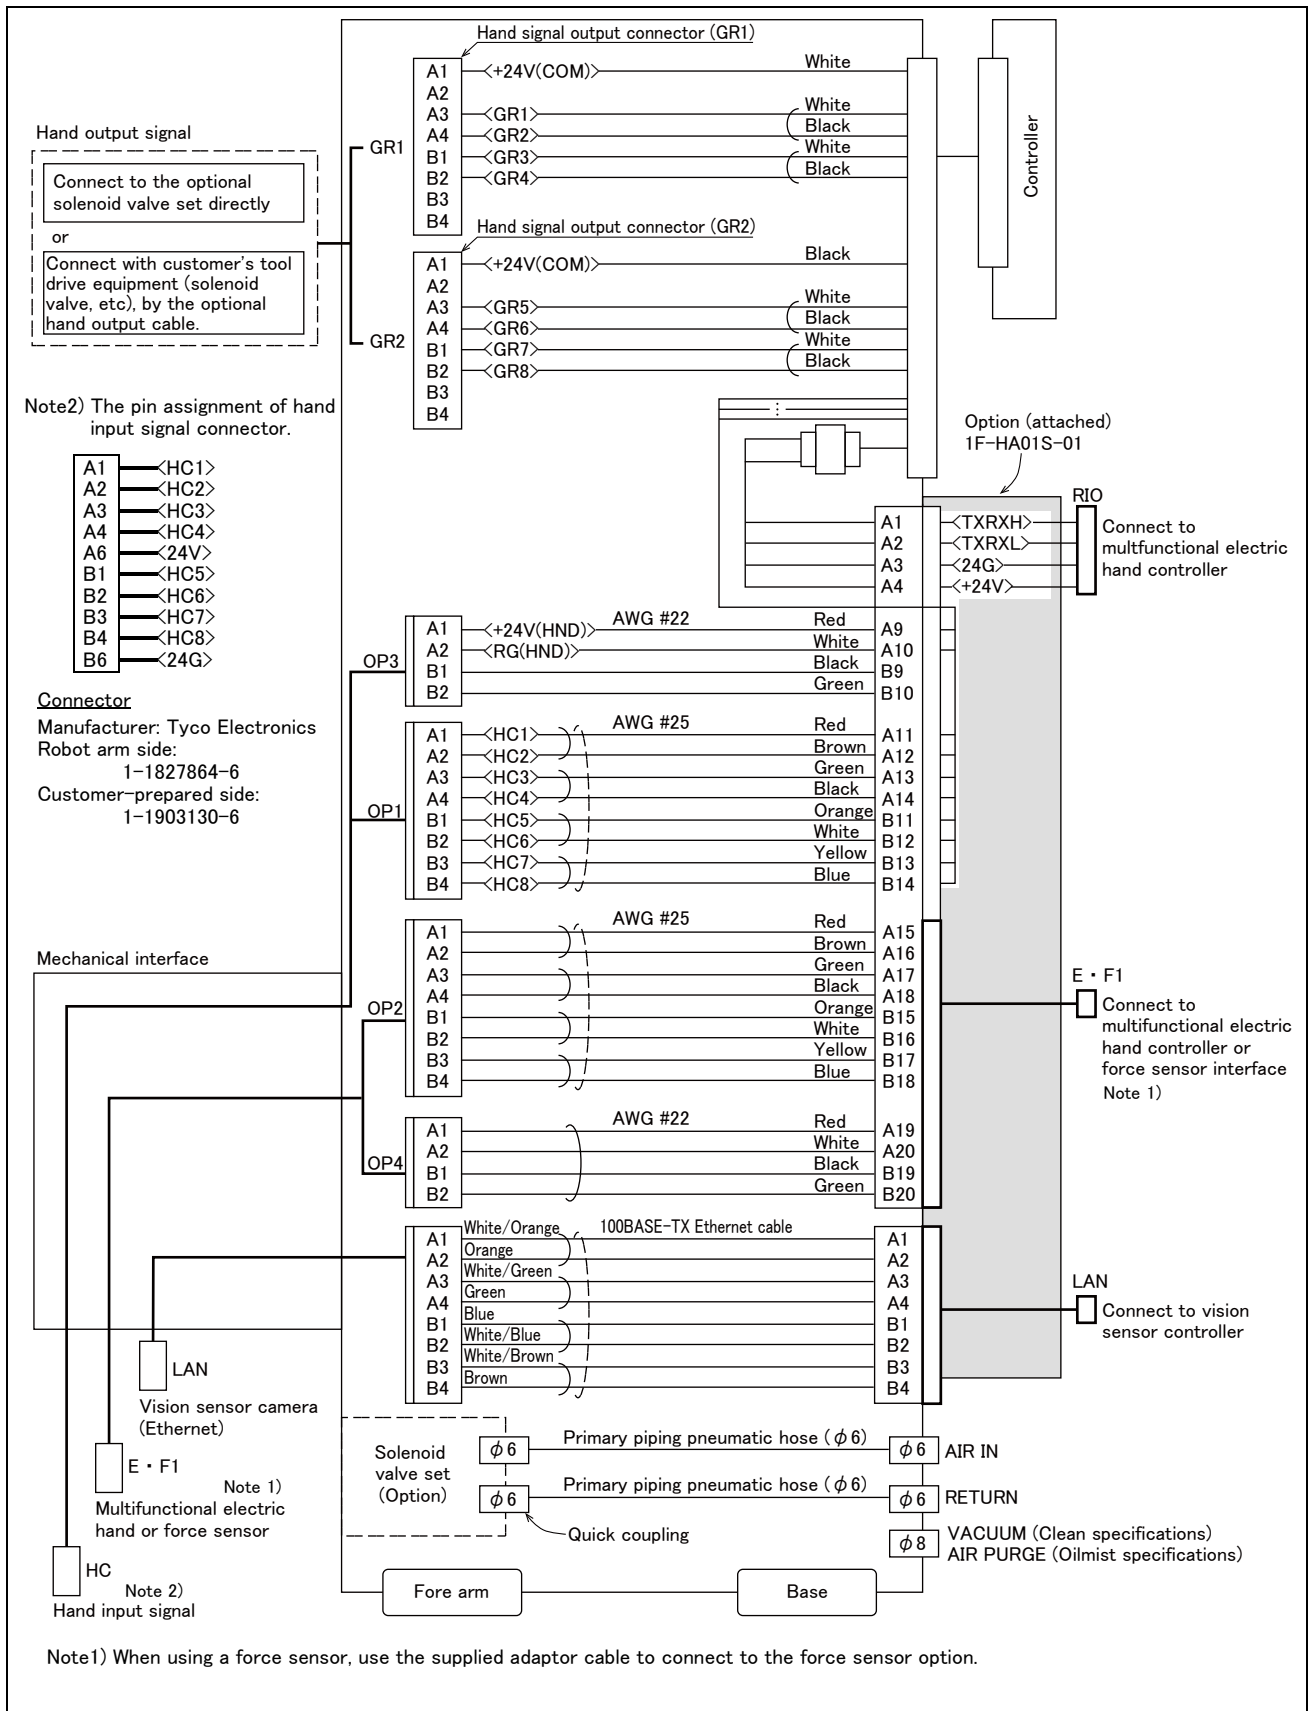 Hand signal output connector (GR1)
A1 <+24V(COM)> White
A2
A3 <GR1> White
A4 <GR2> Black
B1 <GR3> White
B2 <GR4> Black
B3
B4
GR1
Controller
Hand output signal
Connect to the optional
solenoid valve set directly
or
Connect with customer's tool
drive equipment (solenoid
valve, etc), by the optional
hand output cable.
Hand signal output connector (GR2)
A1 <+24V(COM)> Black
A2
A3 <GR5> White
A4 <GR6> Black
B1 <GR7> White
B2 <GR8> Black
B3
B4
GR2
Note2) The pin assignment of hand
input signal connector.
A1 <HC1>
A2 <HC2>
A3 <HC3>
A4 <HC4>
A6 <24V>
B1 <HC5>
B2 <HC6>
B3 <HC7>
B4 <HC8>
B6 <24G>
Connector
Manufacturer: Tyco Electronics
Robot arm side:
1-1827864-6
Customer-prepared side:
1-1903130-6
Option (attached)
1F-HA01S-01
RIO
A1 <TXRXH>
A2 <TXRXL>
A3 <24G>
A4 <+24V>
Connect to
multfunctional electric
hand controller
OP3
AWG #22
A1 <+24V(HND)> Red A9
A2 <RG(HND)> White A10
B1 Black B9
B2 Green B10
OP1
AWG #25
A1 <HC1> Red A11
A2 <HC2> Brown A12
A3 <HC3> Green A13
A4 <HC4> Black A14
B1 <HC5> Orange B11
B2 <HC6> White B12
B3 <HC7> Yellow B13
B4 <HC8> Blue B14
Mechanical interface
OP2
AWG #25
A1 Red A15
A2 Brown A16
A3 Green A17
A4 Black A18
B1 Orange B15
B2 White B16
B3 Yellow B17
B4 Blue B18
E・F1
Connect to
multifunctional electric
hand controller or
force sensor interface
Note 1)
OP4
AWG #22
A1 Red A19
A2 White A20
B1 Black B19
B2 Green B20
100BASE-TX Ethernet cable
A1 White/Orange A1
A2 Orange A2
A3 White/Green A3
A4 Green A4
B1 Blue B1
B2 White/Blue B2
B3 White/Brown B3
B4 Brown B4
LAN
Connect to vision
sensor controller
LAN
Vision sensor camera
(Ethernet)
E・F1
Note 1)
Multifunctional electric
hand or force sensor
HC
Note 2)
Hand input signal
Solenoid
valve set
(Option)
φ6 Primary piping pneumatic hose (φ6) φ6 AIR IN
φ6 Primary piping pneumatic hose (φ6) φ6 RETURN
Quick coupling
φ8 VACUUM (Clean specifications)
AIR PURGE (Oilmist specifications)
Fore arm
Base
Note1) When using a force sensor, use the supplied adaptor cable to connect to the force sensor option.